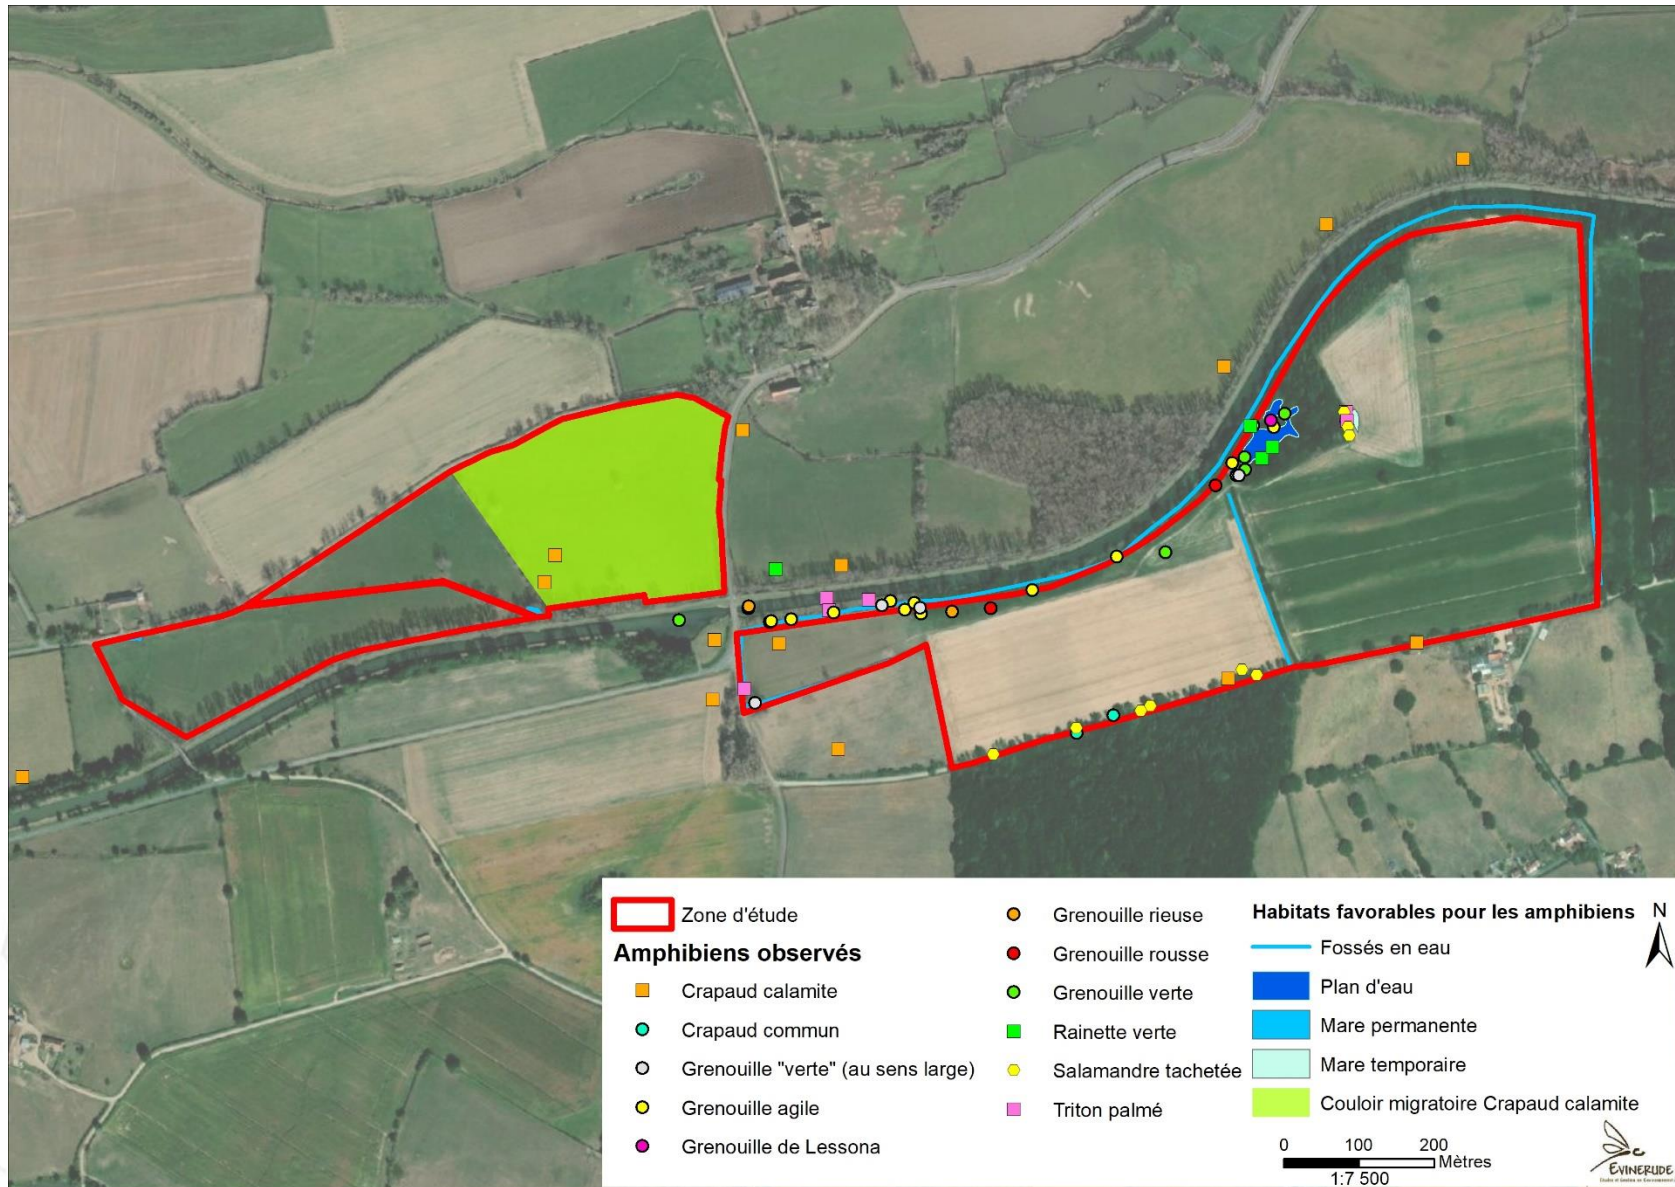 Zone d'étude
Amphibiens observés
Crapaud calamite
Crapaud commun
Grenouille "verte" (au sens large)
Grenouille agile
Grenouille de Lessona
Grenouille rieuse
Grenouille rousse
Grenouille verte
Rainette verte
Salamandre tachetée
Triton palmé
Habitats favorables pour les amphibiens
Fossés en eau
Plan d'eau
Mare permanente
Mare temporaire
Couloir migratoire Crapaud calamite
N
0 100 200
Mètres
1:7 500
EVINERUDE